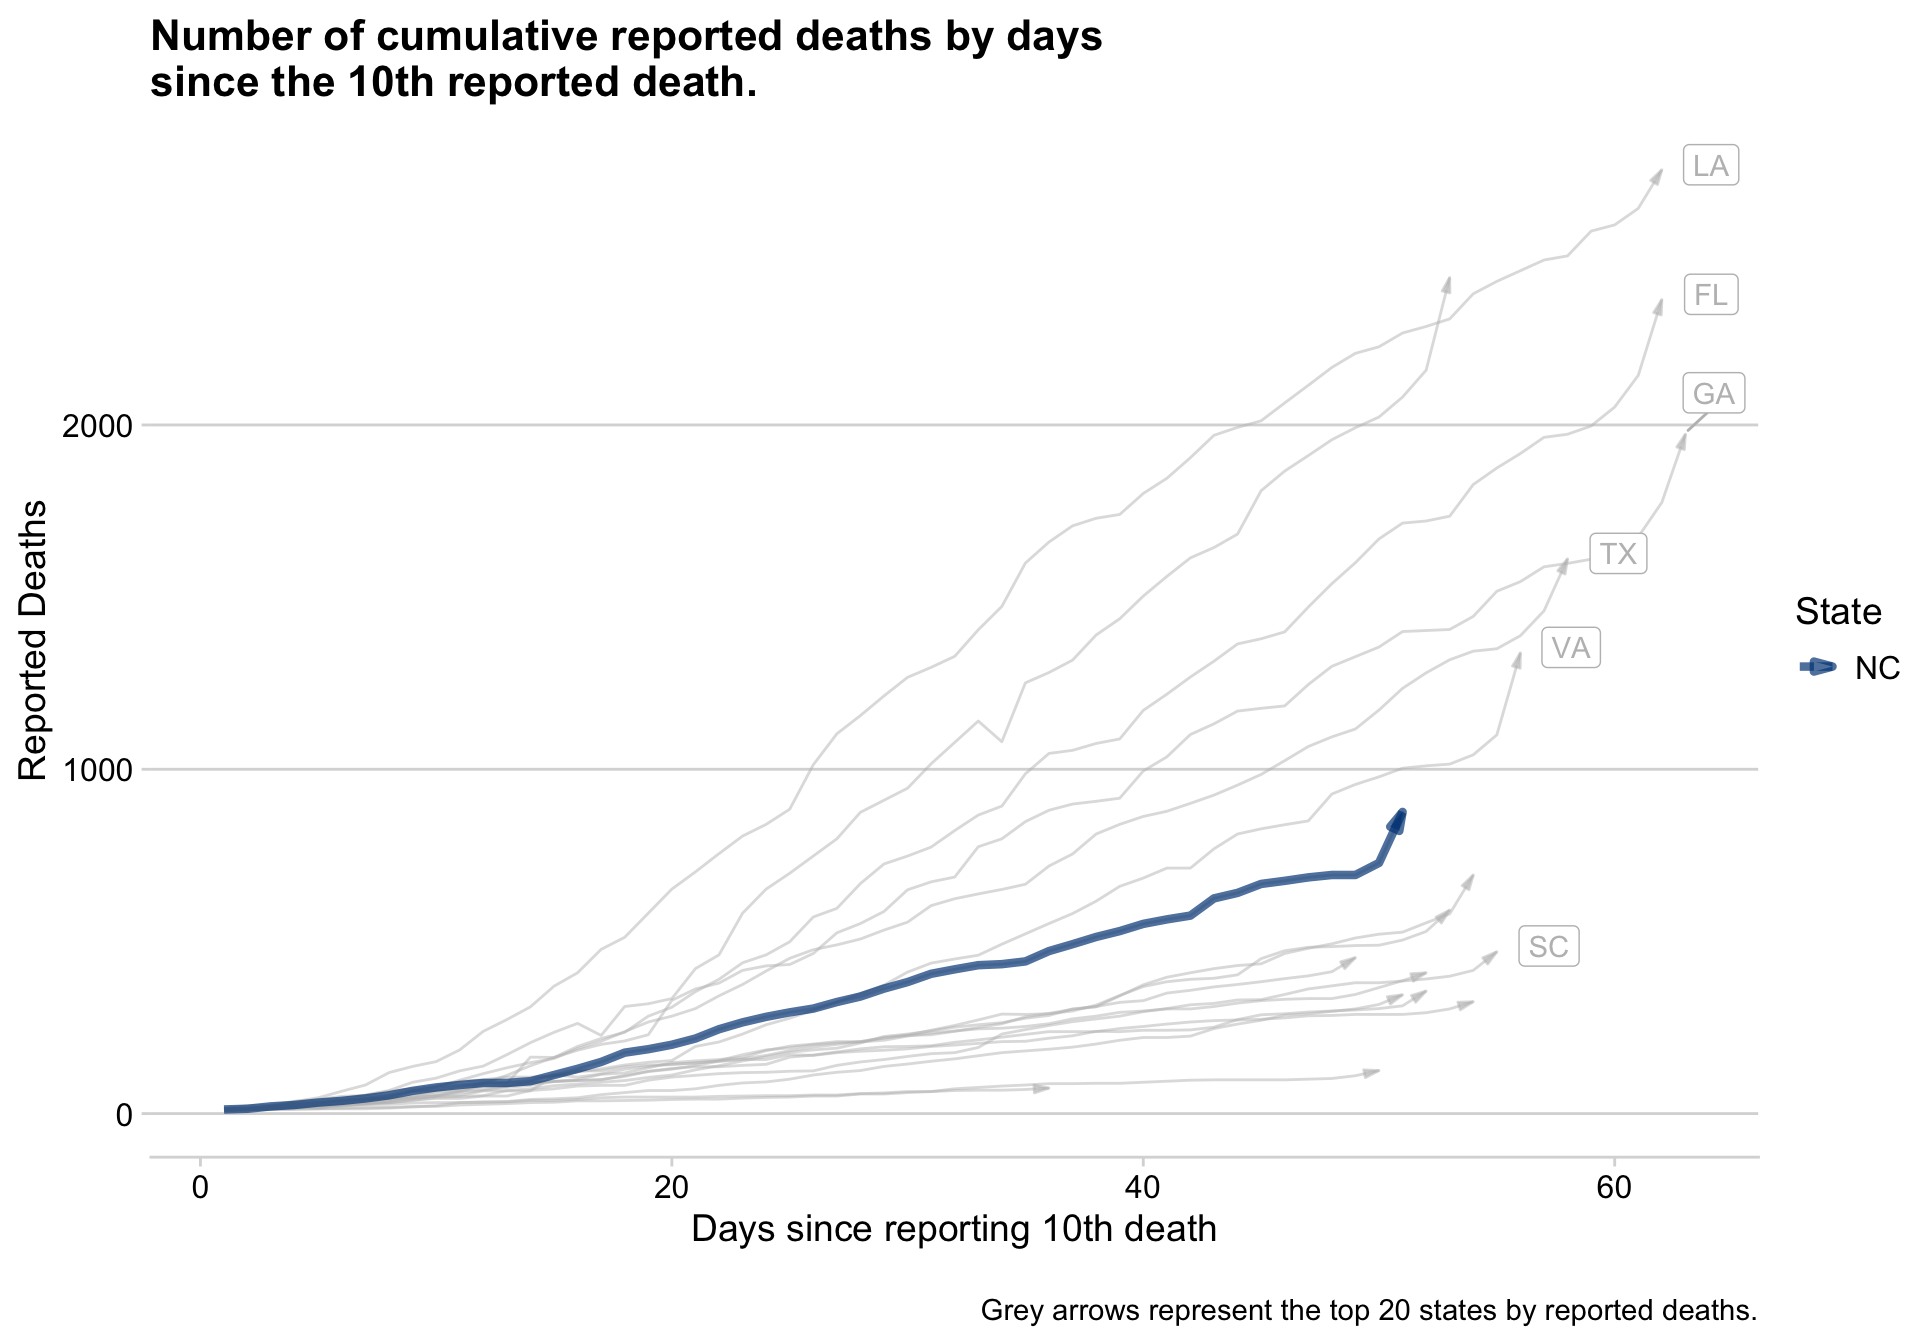 Number of cumulative reported deaths by days
since the 10th reported death.
LA
FL
GA
2000
TX
VA
State
NC
Reported Deaths
1000
SC
0
0 20 40 60
Days since reporting 10th death
Grey arrows represent the top 20 states by reported deaths.